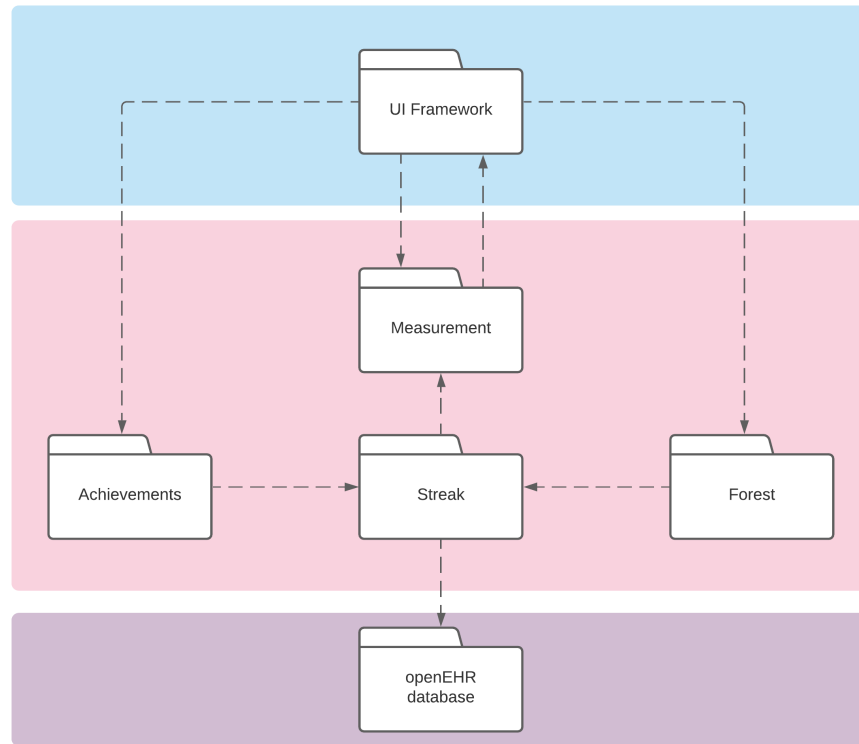 UI Framework
Measurement
Achievements
Streak
Forest
openEHR
database